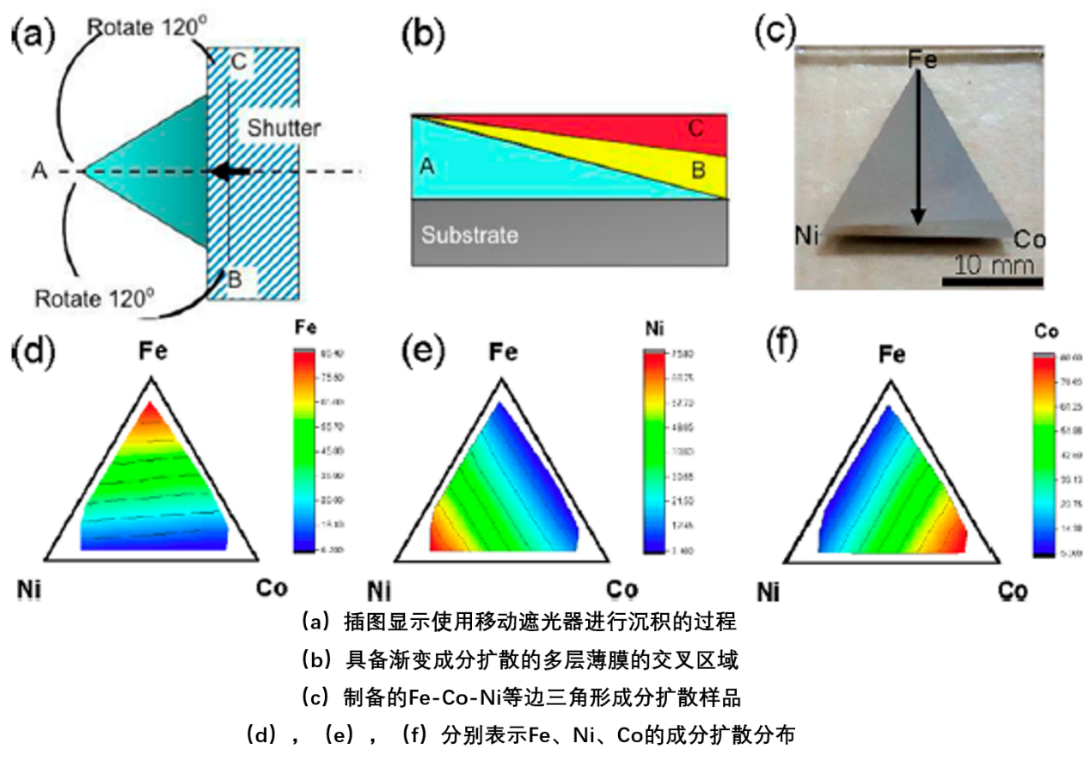 (a)
Rotate 120°
C
Shutter
A
B
Rotate 120°
(b)
C
A
B
Substrate
(c)
Fe
Ni
Co
10 mm
(d)
Fe
Fe
Ni
Co
(e)
Ni
Fe
Ni
Co
(f)
Co
Fe
Ni
Co
（a）插图显示使用移动遮光器进行沉积的过程
（b）具备渐变成分扩散的多层薄膜的交叉区域
（c）制备的Fe-Co-Ni等边三角形成分扩散样品
（d），（e），（f）分别表示Fe、Ni、Co的成分扩散分布